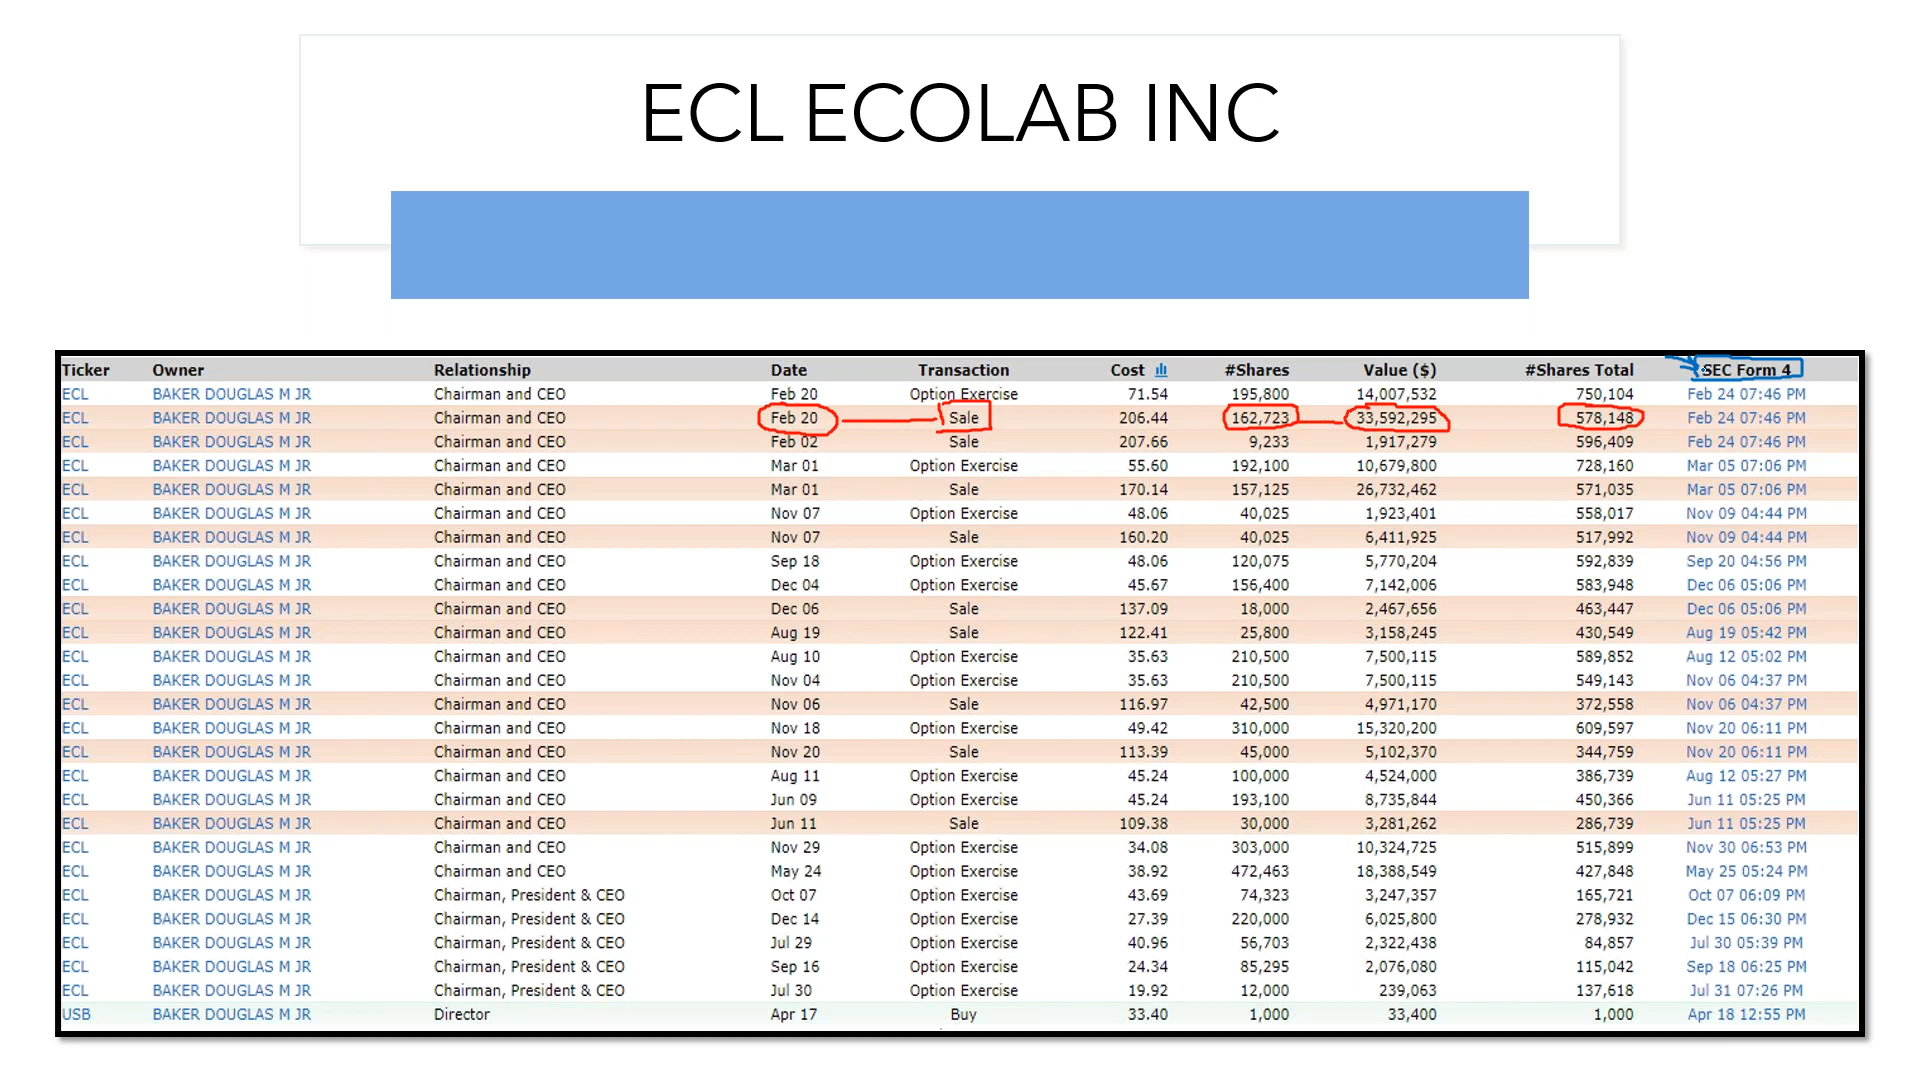 ECL ECOLAB INC
Ticker Owner Relationship Date Transaction Cost #Shares Value ($) #Shares Total SEC Form 4
ECL BAKER DOUGLAS M JR Chairman and CEO Feb 20 Option Exercise 71.54 195,800 14,007,532 750,104 Feb 24 07:46 PM
ECL BAKER DOUGLAS M JR Chairman and CEO Feb 20 Sale 206.44 162,723 33,592,295 578,148 Feb 24 07:46 PM
ECL BAKER DOUGLAS M JR Chairman and CEO Feb 02 Sale 207.66 9,233 1,917,279 596,409 Feb 24 07:46 PM
ECL BAKER DOUGLAS M JR Chairman and CEO Mar 01 Option Exercise 55.60 192,100 10,679,800 728,160 Mar 05 07:06 PM
ECL BAKER DOUGLAS M JR Chairman and CEO Mar 01 Sale 170.14 157,125 26,732,462 571,035 Mar 05 07:06 PM
ECL BAKER DOUGLAS M JR Chairman and CEO Nov 07 Option Exercise 48.06 40,025 1,923,401 558,017 Nov 09 04:44 PM
ECL BAKER DOUGLAS M JR Chairman and CEO Nov 07 Sale 160.20 40,025 6,411,925 517,992 Nov 09 04:44 PM
ECL BAKER DOUGLAS M JR Chairman and CEO Sep 18 Option Exercise 48.06 120,075 5,770,204 592,839 Sep 20 04:56 PM
ECL BAKER DOUGLAS M JR Chairman and CEO Dec 04 Option Exercise 45.67 156,400 7,142,006 583,948 Dec 06 05:06 PM
ECL BAKER DOUGLAS M JR Chairman and CEO Dec 06 Sale 137.09 18,000 2,467,656 463,447 Dec 06 05:06 PM
ECL BAKER DOUGLAS M JR Chairman and CEO Aug 19 Sale 122.41 25,800 3,158,245 430,549 Aug 19 05:42 PM
ECL BAKER DOUGLAS M JR Chairman and CEO Aug 10 Option Exercise 35.63 210,500 7,500,115 589,852 Aug 12 05:02 PM
ECL BAKER DOUGLAS M JR Chairman and CEO Nov 04 Option Exercise 35.63 210,500 7,500,115 549,143 Nov 06 04:37 PM
ECL BAKER DOUGLAS M JR Chairman and CEO Nov 06 Sale 116.97 42,500 4,971,170 372,558 Nov 06 04:37 PM
ECL BAKER DOUGLAS M JR Chairman and CEO Nov 18 Option Exercise 49.42 310,000 15,320,200 609,597 Nov 20 06:11 PM
ECL BAKER DOUGLAS M JR Chairman and CEO Nov 20 Sale 113.39 45,000 5,102,370 344,759 Nov 20 06:11 PM
ECL BAKER DOUGLAS M JR Chairman and CEO Aug 11 Option Exercise 45.24 100,000 4,524,000 386,739 Aug 12 05:27 PM
ECL BAKER DOUGLAS M JR Chairman and CEO Jun 09 Option Exercise 45.24 193,100 8,735,844 450,366 Jun 11 05:25 PM
ECL BAKER DOUGLAS M JR Chairman and CEO Jun 11 Sale 109.38 30,000 3,281,262 286,739 Jun 11 05:25 PM
ECL BAKER DOUGLAS M JR Chairman and CEO Nov 29 Option Exercise 34.08 303,000 10,324,725 515,899 Nov 30 06:53 PM
ECL BAKER DOUGLAS M JR Chairman and CEO May 24 Option Exercise 38.92 472,463 18,388,549 427,848 May 25 05:24 PM
ECL BAKER DOUGLAS M JR Chairman, President & CEO Oct 07 Option Exercise 43.69 74,323 3,247,357 165,721 Oct 07 06:09 PM
ECL BAKER DOUGLAS M JR Chairman, President & CEO Dec 14 Option Exercise 27.39 220,000 6,025,800 278,932 Dec 15 06:30 PM
ECL BAKER DOUGLAS M JR Chairman, President & CEO Jul 29 Option Exercise 40.96 56,703 2,322,438 84,857 Jul 30 05:39 PM
ECL BAKER DOUGLAS M JR Chairman, President & CEO Sep 16 Option Exercise 24.34 85,295 2,076,080 115,042 Sep 18 06:25 PM
ECL BAKER DOUGLAS M JR Chairman, President & CEO Jul 30 Option Exercise 19.92 12,000 239,063 137,618 Jul 31 07:26 PM
USB BAKER DOUGLAS M JR Director Apr 17 Buy 33.40 1,000 33,400 1,000 Apr 18 12:55 PM